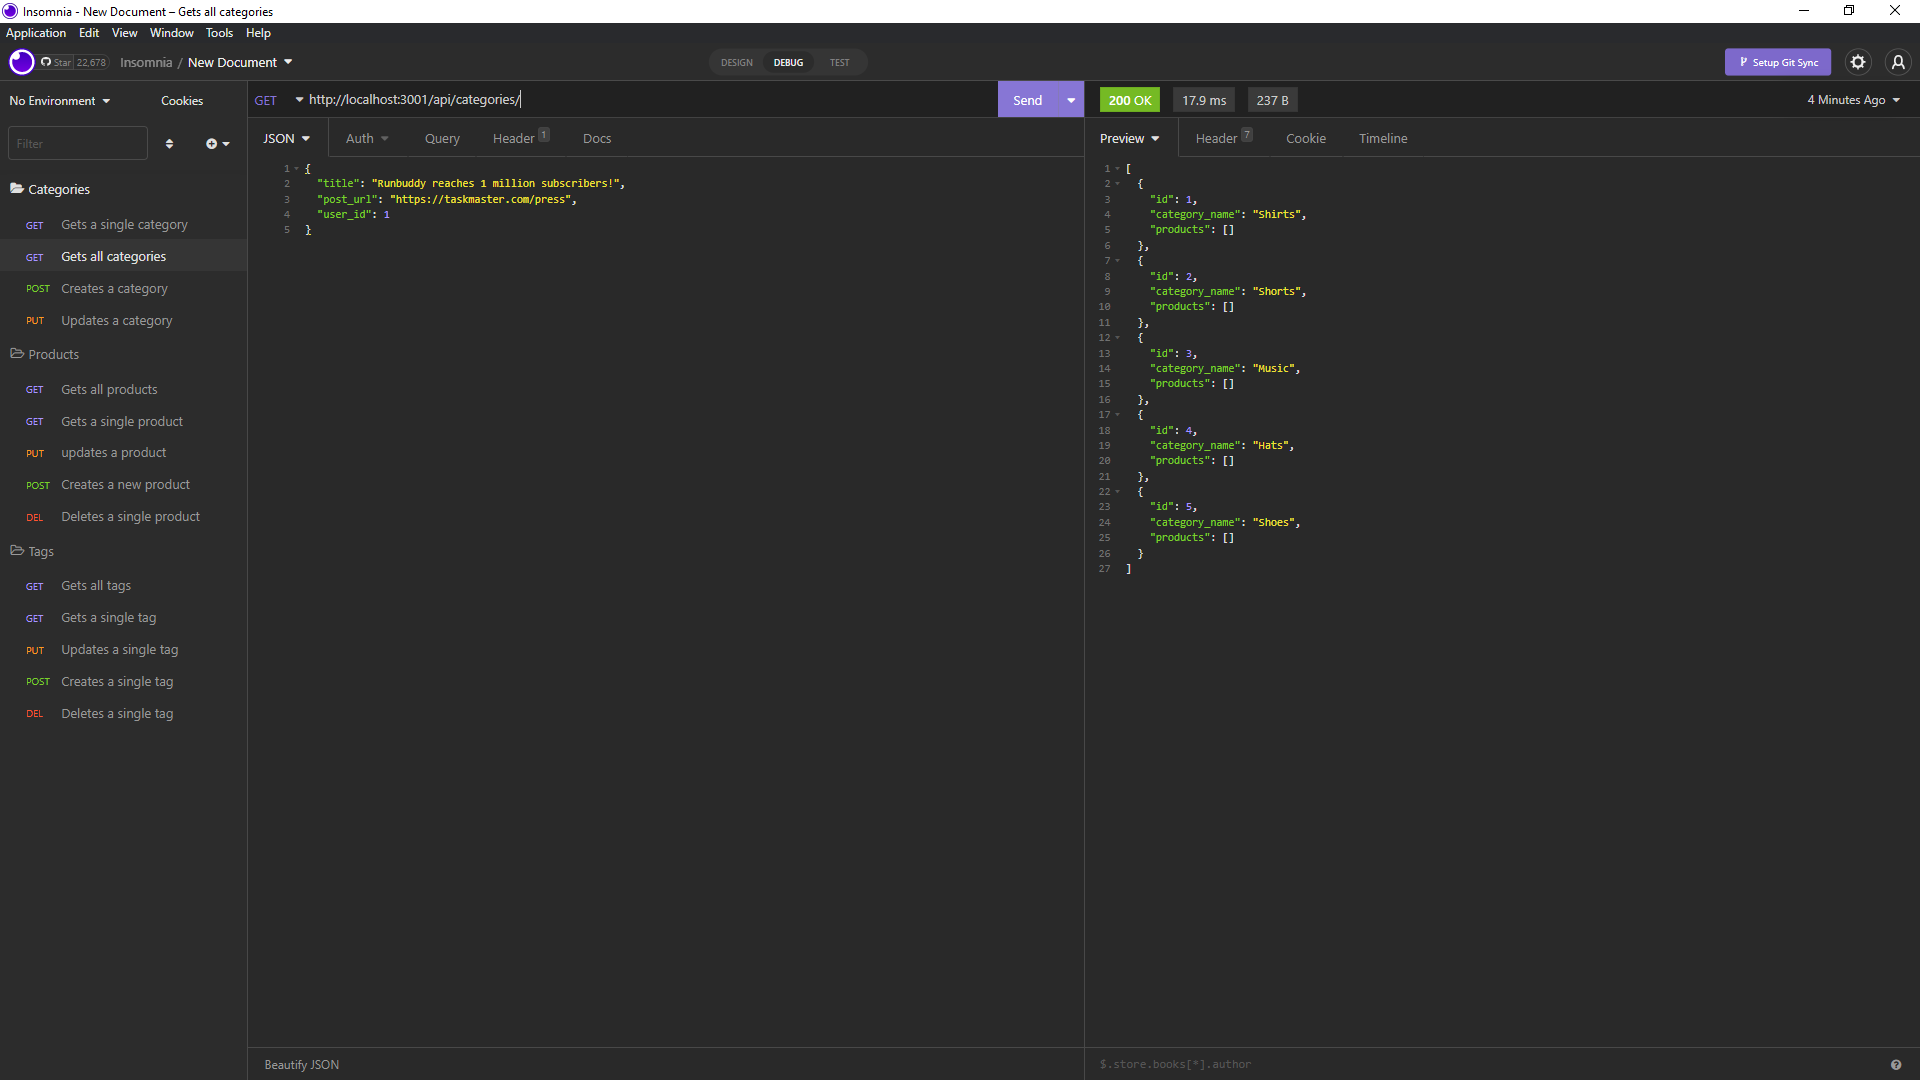 Insomnia - New Document – Gets all categories
Application Edit View Window Tools Help
Star 22,678 Insomnia / New Document
DESIGN DEBUG TEST
Setup Git Sync
No Environment Cookies
GET http://localhost:3001/api/categories/
Send
200 OK 17.9 ms 237 B
4 Minutes Ago
Filter
JSON Auth Query Header 1 Docs
Preview Header 7 Cookie Timeline
Categories
GET Gets a single category
GET Gets all categories
POST Creates a category
PUT Updates a category
Products
GET Gets all products
GET Gets a single product
PUT updates a product
POST Creates a new product
DEL Deletes a single product
Tags
GET Gets all tags
GET Gets a single tag
PUT Updates a single tag
POST Creates a single tag
DEL Deletes a single tag
1 {
2 "title": "Runbuddy reaches 1 million subscribers!",
3 "post_url": "https://taskmaster.com/press",
4 "user_id": 1
5 }
Beautify JSON
1 [
2 {
3 "id": 1,
4 "category_name": "Shirts",
5 "products": []
6 },
7 {
8 "id": 2,
9 "category_name": "Shorts",
10 "products": []
11 },
12 {
13 "id": 3,
14 "category_name": "Music",
15 "products": []
16 },
17 {
18 "id": 4,
19 "category_name": "Hats",
20 "products": []
21 },
22 {
23 "id": 5,
24 "category_name": "Shoes",
25 "products": []
26 }
27 ]
$.store.books[*].author